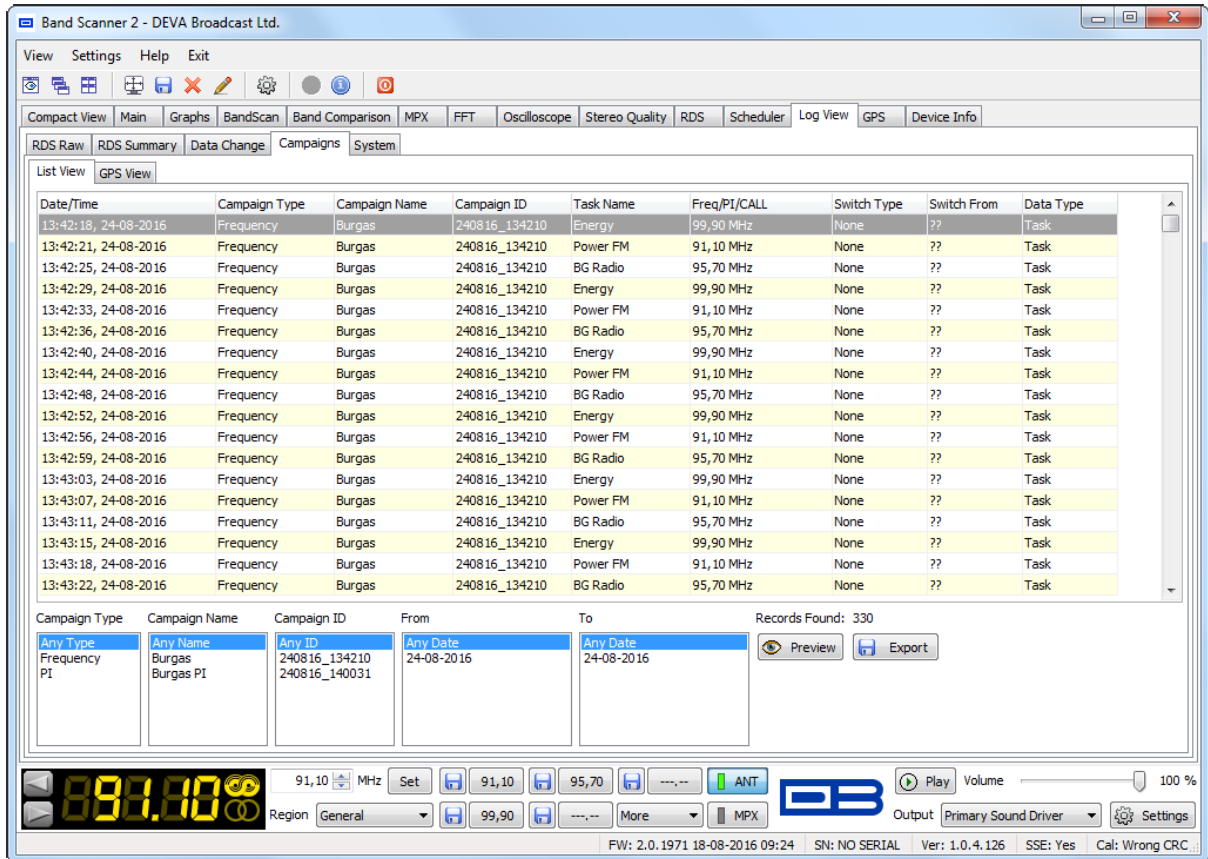 Band Scanner 2 - DEVA Broadcast Ltd.
View Settings Help Exit
Compact View Main Graphs BandScan Band Comparison MPX FFT Oscilloscope Stereo Quality RDS Scheduler Log View GPS Device Info
RDS Raw RDS Summary Data Change Campaigns System
List View GPS View
Date/Time Campaign Type Campaign Name Campaign ID Task Name Freq/PI/CALL Switch Type Switch From Data Type
13:42:18, 24-08-2016 Frequency Burgas 240816_134210 Energy 99,90 MHz None ?? Task
13:42:21, 24-08-2016 Frequency Burgas 240816_134210 Power FM 91,10 MHz None ?? Task
13:42:25, 24-08-2016 Frequency Burgas 240816_134210 BG Radio 95,70 MHz None ?? Task
13:42:29, 24-08-2016 Frequency Burgas 240816_134210 Energy 99,90 MHz None ?? Task
13:42:33, 24-08-2016 Frequency Burgas 240816_134210 Power FM 91,10 MHz None ?? Task
13:42:36, 24-08-2016 Frequency Burgas 240816_134210 BG Radio 95,70 MHz None ?? Task
13:42:40, 24-08-2016 Frequency Burgas 240816_134210 Energy 99,90 MHz None ?? Task
13:42:44, 24-08-2016 Frequency Burgas 240816_134210 Power FM 91,10 MHz None ?? Task
13:42:48, 24-08-2016 Frequency Burgas 240816_134210 BG Radio 95,70 MHz None ?? Task
13:42:52, 24-08-2016 Frequency Burgas 240816_134210 Energy 99,90 MHz None ?? Task
13:42:56, 24-08-2016 Frequency Burgas 240816_134210 Power FM 91,10 MHz None ?? Task
13:42:59, 24-08-2016 Frequency Burgas 240816_134210 BG Radio 95,70 MHz None ?? Task
13:43:03, 24-08-2016 Frequency Burgas 240816_134210 Energy 99,90 MHz None ?? Task
13:43:07, 24-08-2016 Frequency Burgas 240816_134210 Power FM 91,10 MHz None ?? Task
13:43:11, 24-08-2016 Frequency Burgas 240816_134210 BG Radio 95,70 MHz None ?? Task
13:43:15, 24-08-2016 Frequency Burgas 240816_134210 Energy 99,90 MHz None ?? Task
13:43:18, 24-08-2016 Frequency Burgas 240816_134210 Power FM 91,10 MHz None ?? Task
13:43:22, 24-08-2016 Frequency Burgas 240816_134210 BG Radio 95,70 MHz None ?? Task
Campaign Type Campaign Name Campaign ID From To Records Found: 330
Any Type Any Name Any ID Any Date Any Date Preview Export
Frequency Burgas 240816_134210 24-08-2016 24-08-2016
PI Burgas PI 240816_140031
91.10 91,10 MHz Set 91,10 95,70 ---,-- ANT Play Volume 100 %
Region General 99,90 ---,-- More MPX Output Primary Sound Driver Settings
FW: 2.0.1971 18-08-2016 09:24 SN: NO SERIAL Ver: 1.0.4.126 SSE: Yes Cal: Wrong CRC